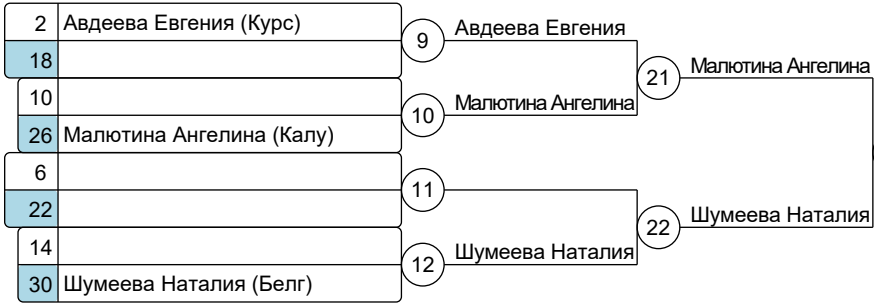 2 Авдеева Евгения (Курс)
9 Авдеева Евгения
18
21 Малютина Ангелина
10
10 Малютина Ангелина
26 Малютина Ангелина (Калу)
6
11
22
22 Шумеева Наталия
14
12 Шумеева Наталия
30 Шумеева Наталия (Белг)